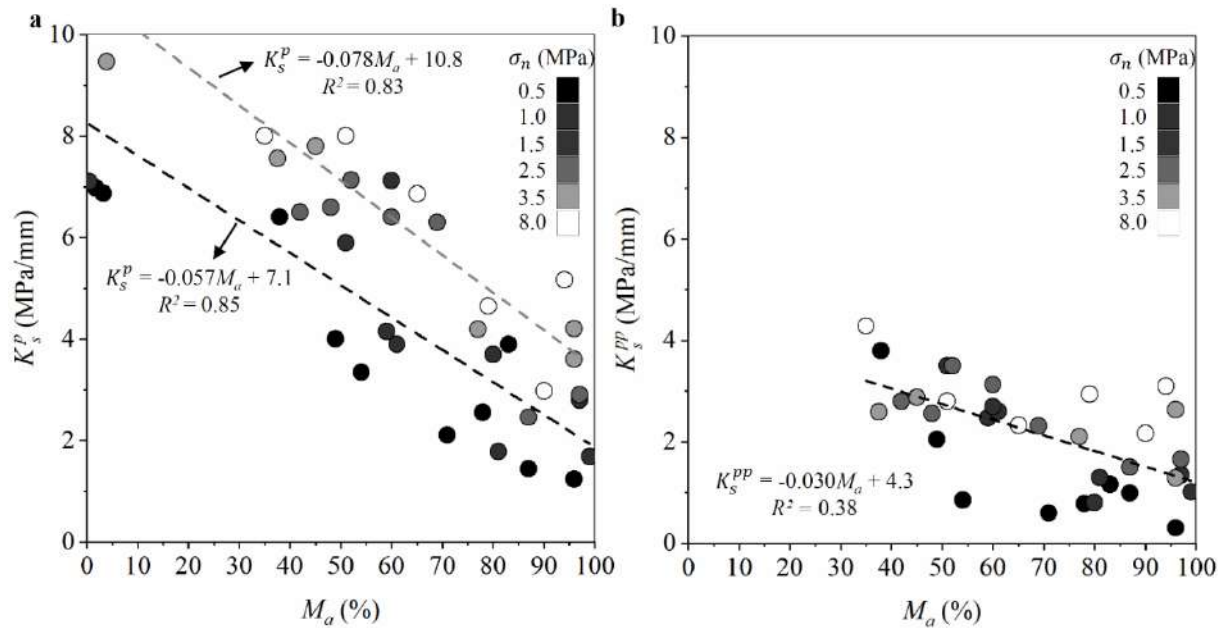 a
10
8
6
4
2
0
K_s^p (MPa/mm)
K_s^p = -0.078M_a + 10.8
R² = 0.83
K_s^p = -0.057M_a + 7.1
R² = 0.85
σ_n (MPa)
0.5
1.0
1.5
2.5
3.5
8.0
0 10 20 30 40 50 60 70 80 90 100
M_a (%)
b
10
8
6
4
2
0
K_s^pp (MPa/mm)
σ_n (MPa)
0.5
1.0
1.5
2.5
3.5
8.0
K_s^pp = -0.030M_a + 4.3
R² = 0.38
0 10 20 30 40 50 60 70 80 90 100
M_a (%)